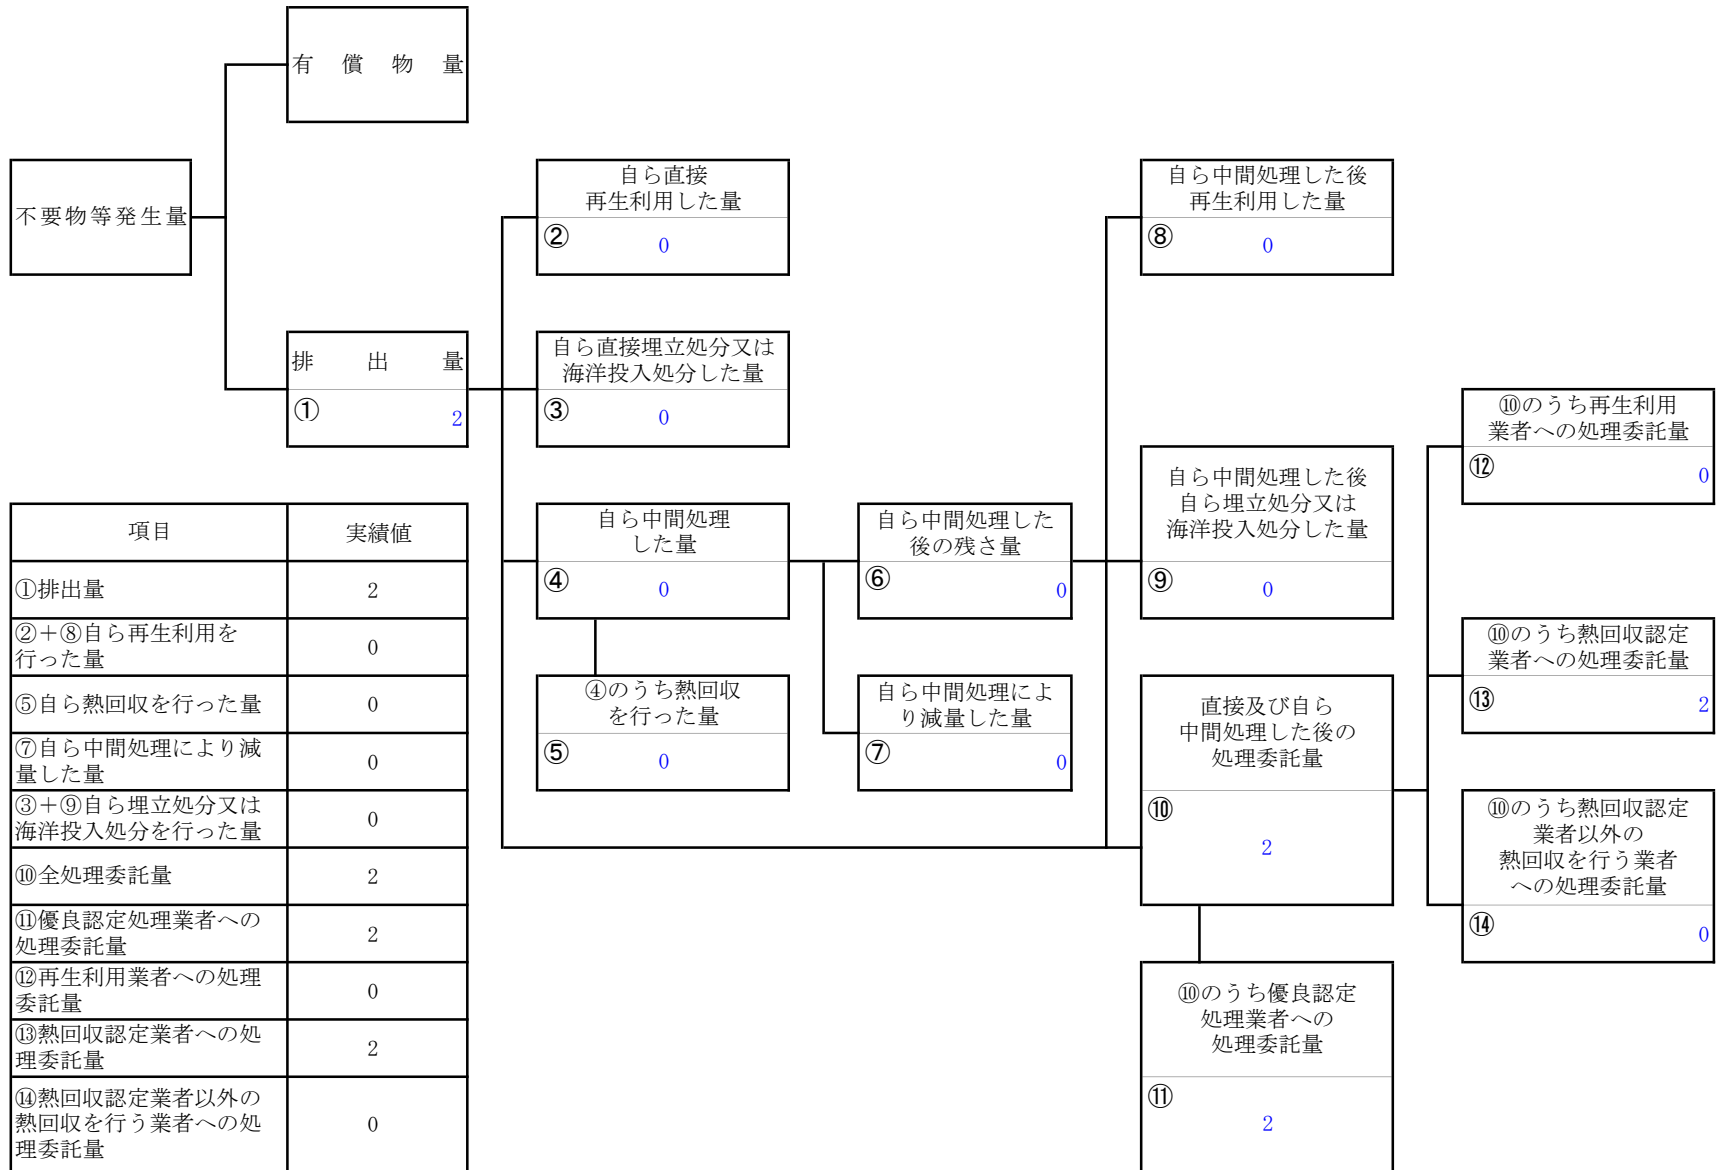 有償物量
不要物等発生量
排出量
①
2
自ら直接
再生利用した量
②
0
自ら直接埋立処分又は
海洋投入処分した量
③
0
自ら中間処理
した量
④
0
④のうち熱回収
を行った量
⑤
0
自ら中間処理した
後の残さ量
⑥
0
自ら中間処理によ
り減量した量
⑦
0
自ら中間処理した後
再生利用した量
⑧
0
自ら中間処理した後
自ら埋立処分又は
海洋投入処分した量
⑨
0
直接及び自ら
中間処理した後の
処理委託量
⑩
2
⑩のうち優良認定
処理業者への
処理委託量
⑪
2
⑩のうち再生利用
業者への処理委託量
⑫
0
⑩のうち熱回収認定
業者への処理委託量
⑬
2
⑩のうち熱回収認定
業者以外の
熱回収を行う業者
への処理委託量
⑭
0
項目 実績値
①排出量 2
②＋⑧自ら再生利用を
行った量 0
⑤自ら熱回収を行った量 0
⑦自ら中間処理により減
量した量 0
③＋⑨自ら埋立処分又は
海洋投入処分を行った量 0
⑩全処理委託量 2
⑪優良認定処理業者への
処理委託量 2
⑫再生利用業者への処理
委託量 0
⑬熱回収認定業者への処
理委託量 2
⑭熱回収認定業者以外の
熱回収を行う業者への処
理委託量 0